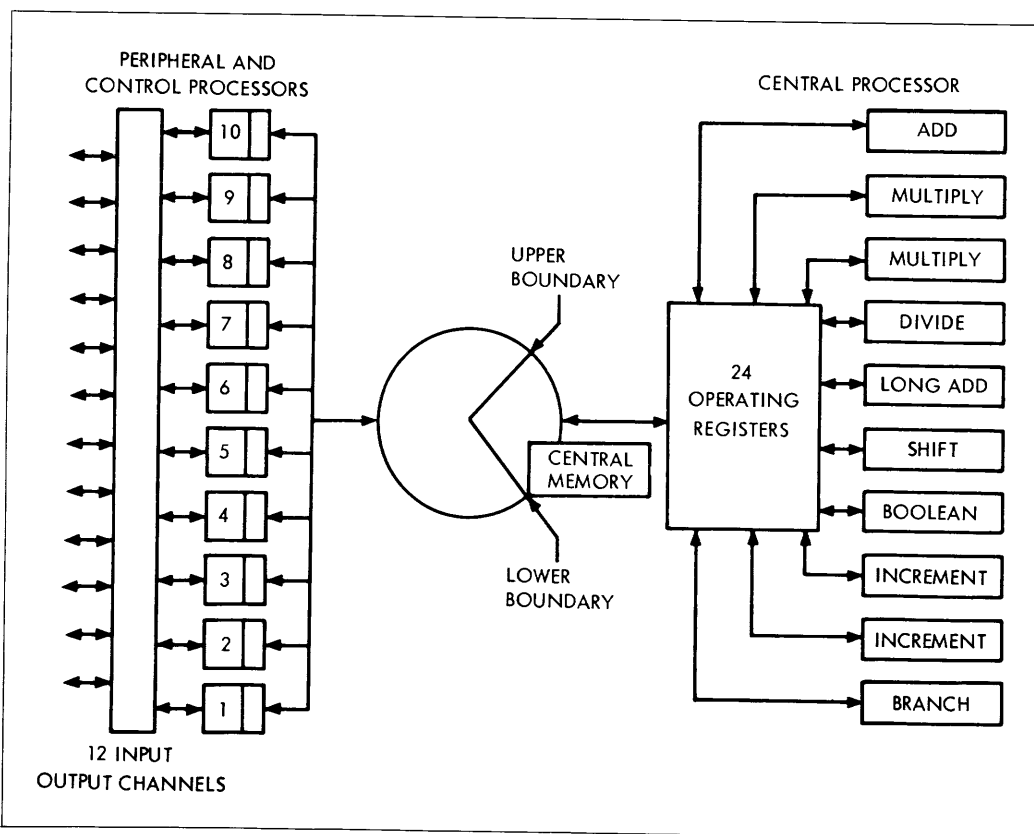 PERIPHERAL AND
CONTROL PROCESSORS
10
9
8
7
6
5
4
3
2
1
12 INPUT
OUTPUT CHANNELS
UPPER
BOUNDARY
CENTRAL
MEMORY
LOWER
BOUNDARY
24
OPERATING
REGISTERS
CENTRAL PROCESSOR
ADD
MULTIPLY
MULTIPLY
DIVIDE
LONG ADD
SHIFT
BOOLEAN
INCREMENT
INCREMENT
BRANCH